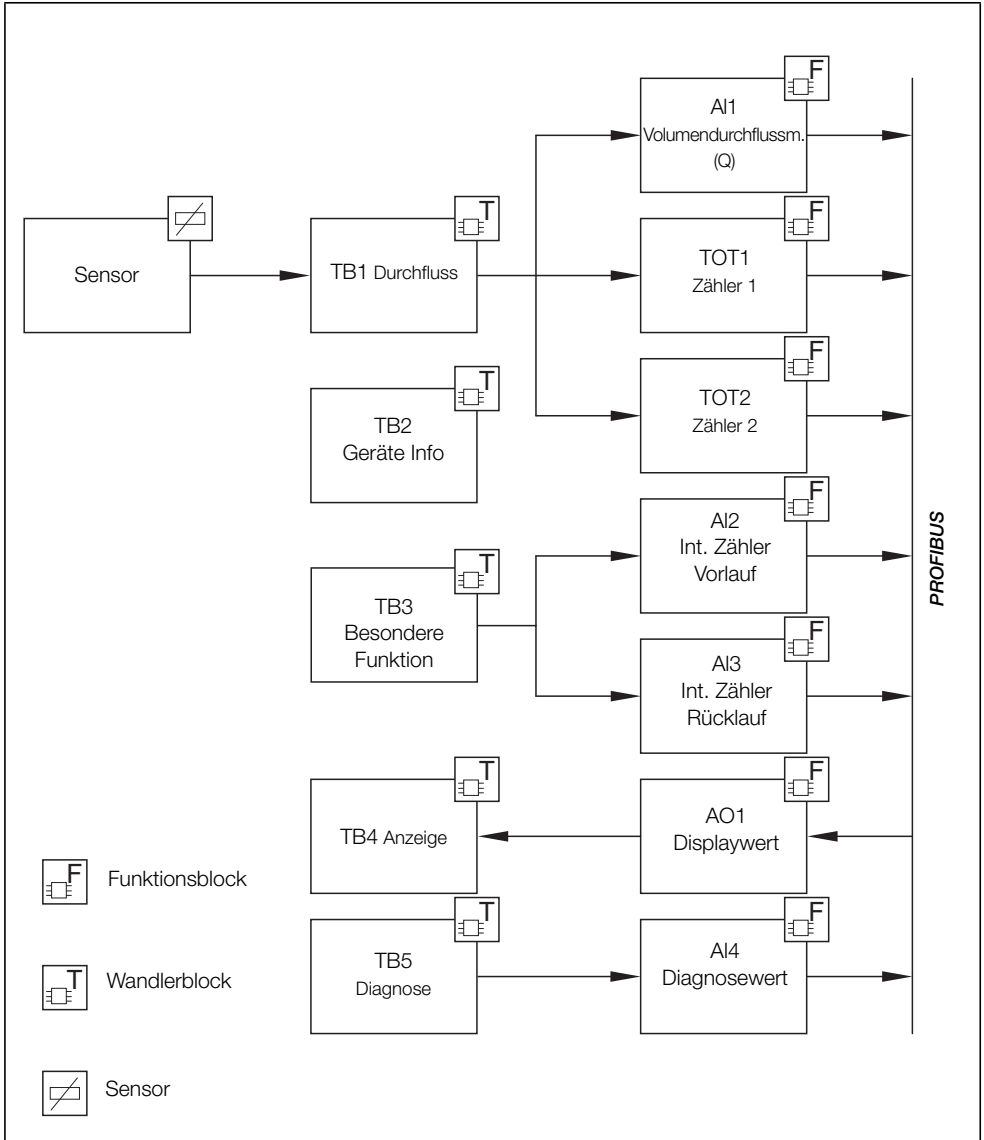 F
AI1
Volumendurchflussm.
(Q)
Sensor
T
TB1 Durchfluss
F
TOT1
Zähler 1
F
TOT2
Zähler 2
T
TB2
Geräte Info
F
AI2
Int. Zähler
Vorlauf
T
TB3
Besondere
Funktion
F
AI3
Int. Zähler
Rücklauf
PROFIBUS
T
TB4 Anzeige
F
AO1
Displaywert
T
TB5
Diagnose
F
AI4
Diagnosewert
F
Funktionsblock
T
Wandlerblock
Sensor